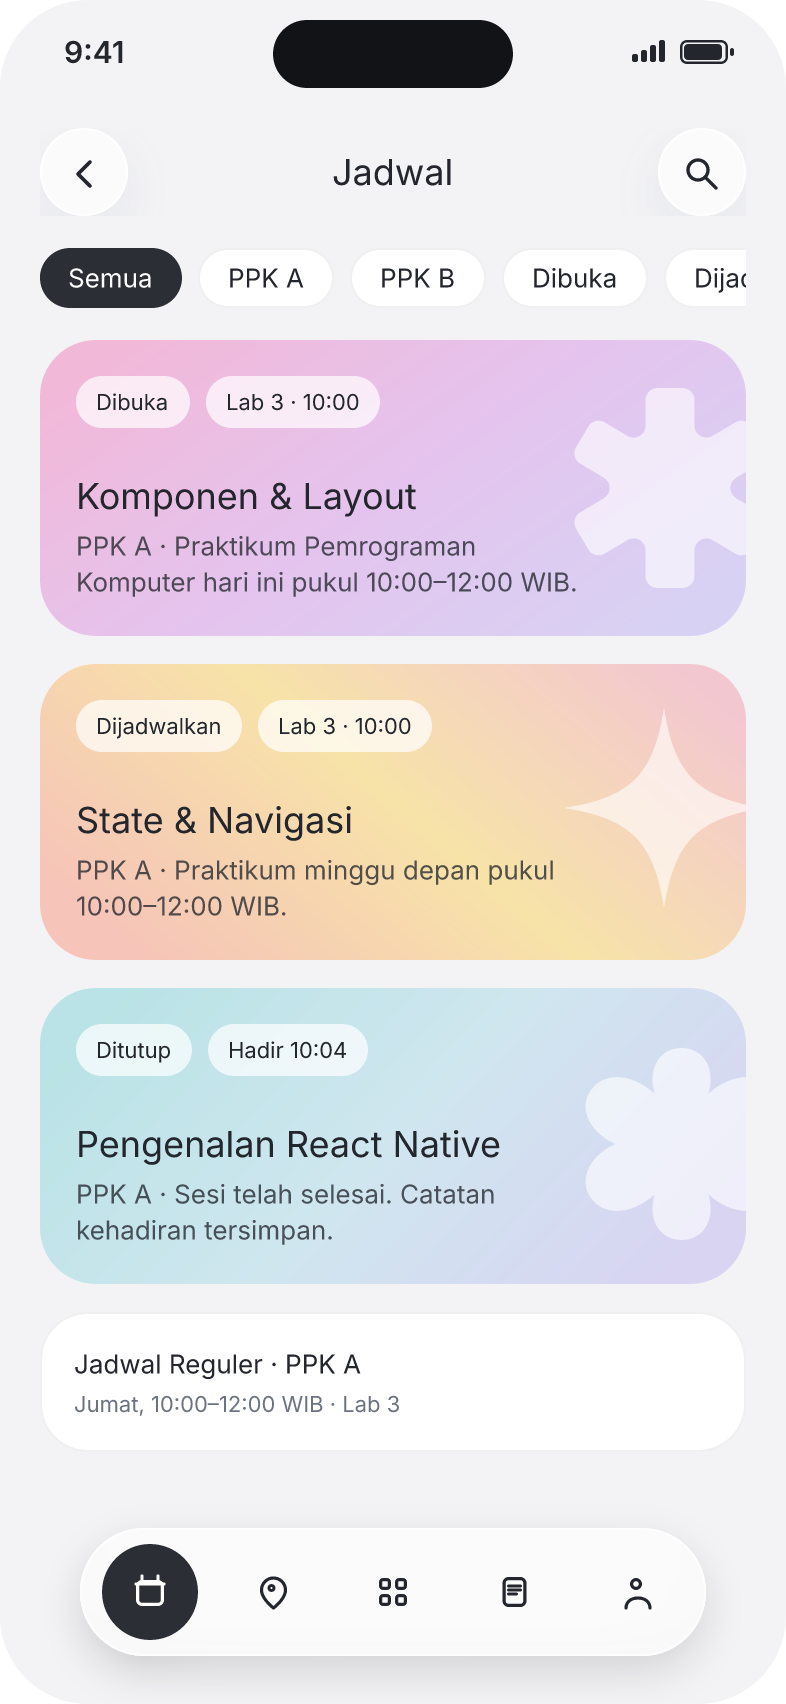 9:41
Jadwal
Semua
PPK A
PPK B
Dibuka
Dibuka
Lab 3 · 10:00
Komponen & Layout
PPK A · Praktikum Pemrograman
Komputer hari ini pukul 10:00–12:00 WIB.
Dijadwalkan
Lab 3 · 10:00
State & Navigasi
PPK A · Praktikum minggu depan pukul
10:00–12:00 WIB.
Ditutup
Hadir 10:04
Pengenalan React Native
PPK A · Sesi telah selesai. Catatan
kehadiran tersimpan.
Jadwal Reguler · PPK A
Jumat, 10:00–12:00 WIB · Lab 3